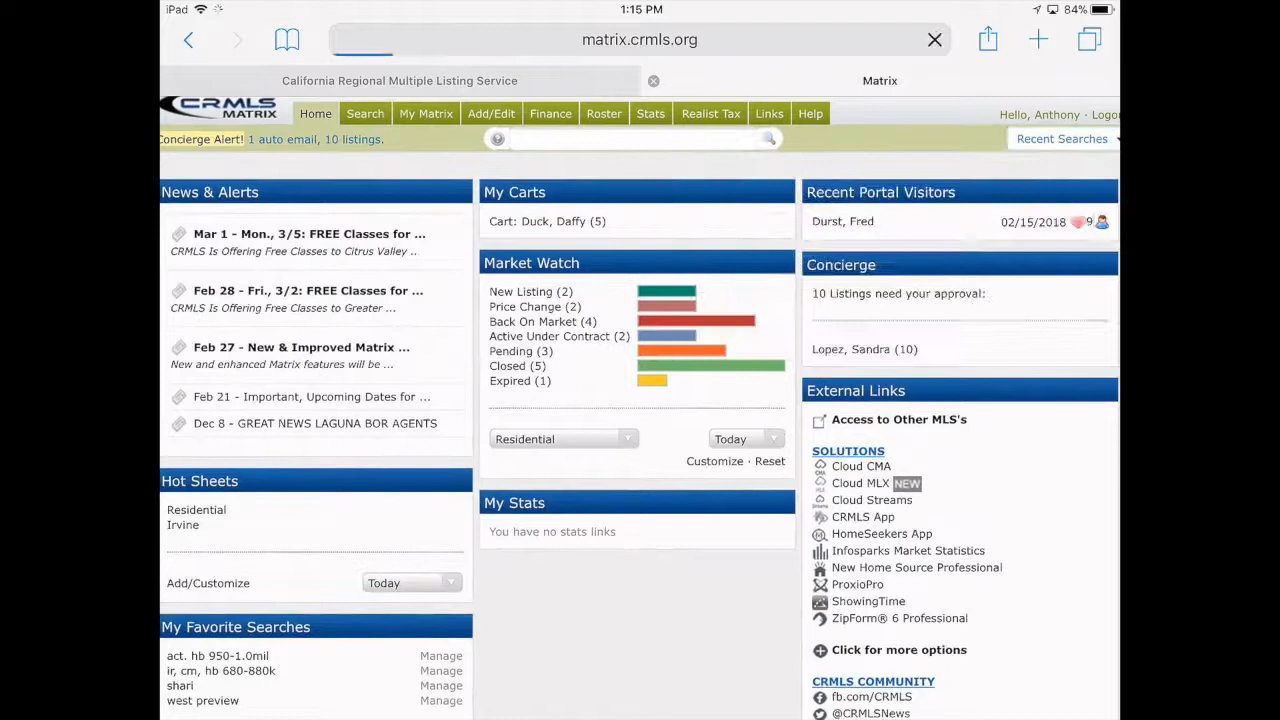 iPad 1:15 PM 84%
matrix.crmls.org
California Regional Multiple Listing Service
Matrix
CRMLS
MATRIX
Home Search My Matrix Add/Edit Finance Roster Stats Realist Tax Links Help
Hello, Anthony · Logo
Concierge Alert! 1 auto email, 10 listings.
Recent Searches
News & Alerts
Mar 1 - Mon., 3/5: FREE Classes for ...
CRMLS Is Offering Free Classes to Citrus Valley ..
Feb 28 - Fri., 3/2: FREE Classes for ...
CRMLS Is Offering Free Classes to Greater ...
Feb 27 - New & Improved Matrix ...
New and enhanced Matrix features will be ...
Feb 21 - Important, Upcoming Dates for ...
Dec 8 - GREAT NEWS LAGUNA BOR AGENTS
Hot Sheets
Residential
Irvine
Add/Customize Today
My Favorite Searches
act. hb 950-1.0mil Manage
ir, cm, hb 680-880k Manage
shari Manage
west preview Manage
My Carts
Cart: Duck, Daffy (5)
Market Watch
New Listing (2)
Price Change (2)
Back On Market (4)
Active Under Contract (2)
Pending (3)
Closed (5)
Expired (1)
Residential Today
Customize · Reset
My Stats
You have no stats links
Recent Portal Visitors
Durst, Fred 02/15/2018 9
Concierge
10 Listings need your approval:
Lopez, Sandra (10)
External Links
Access to Other MLS's
SOLUTIONS
Cloud CMA
Cloud MLX NEW
Cloud Streams
CRMLS App
HomeSeekers App
Infosparks Market Statistics
New Home Source Professional
ProxioPro
ShowingTime
ZipForm® 6 Professional
Click for more options
CRMLS COMMUNITY
fb.com/CRMLS
@CRMLSNews